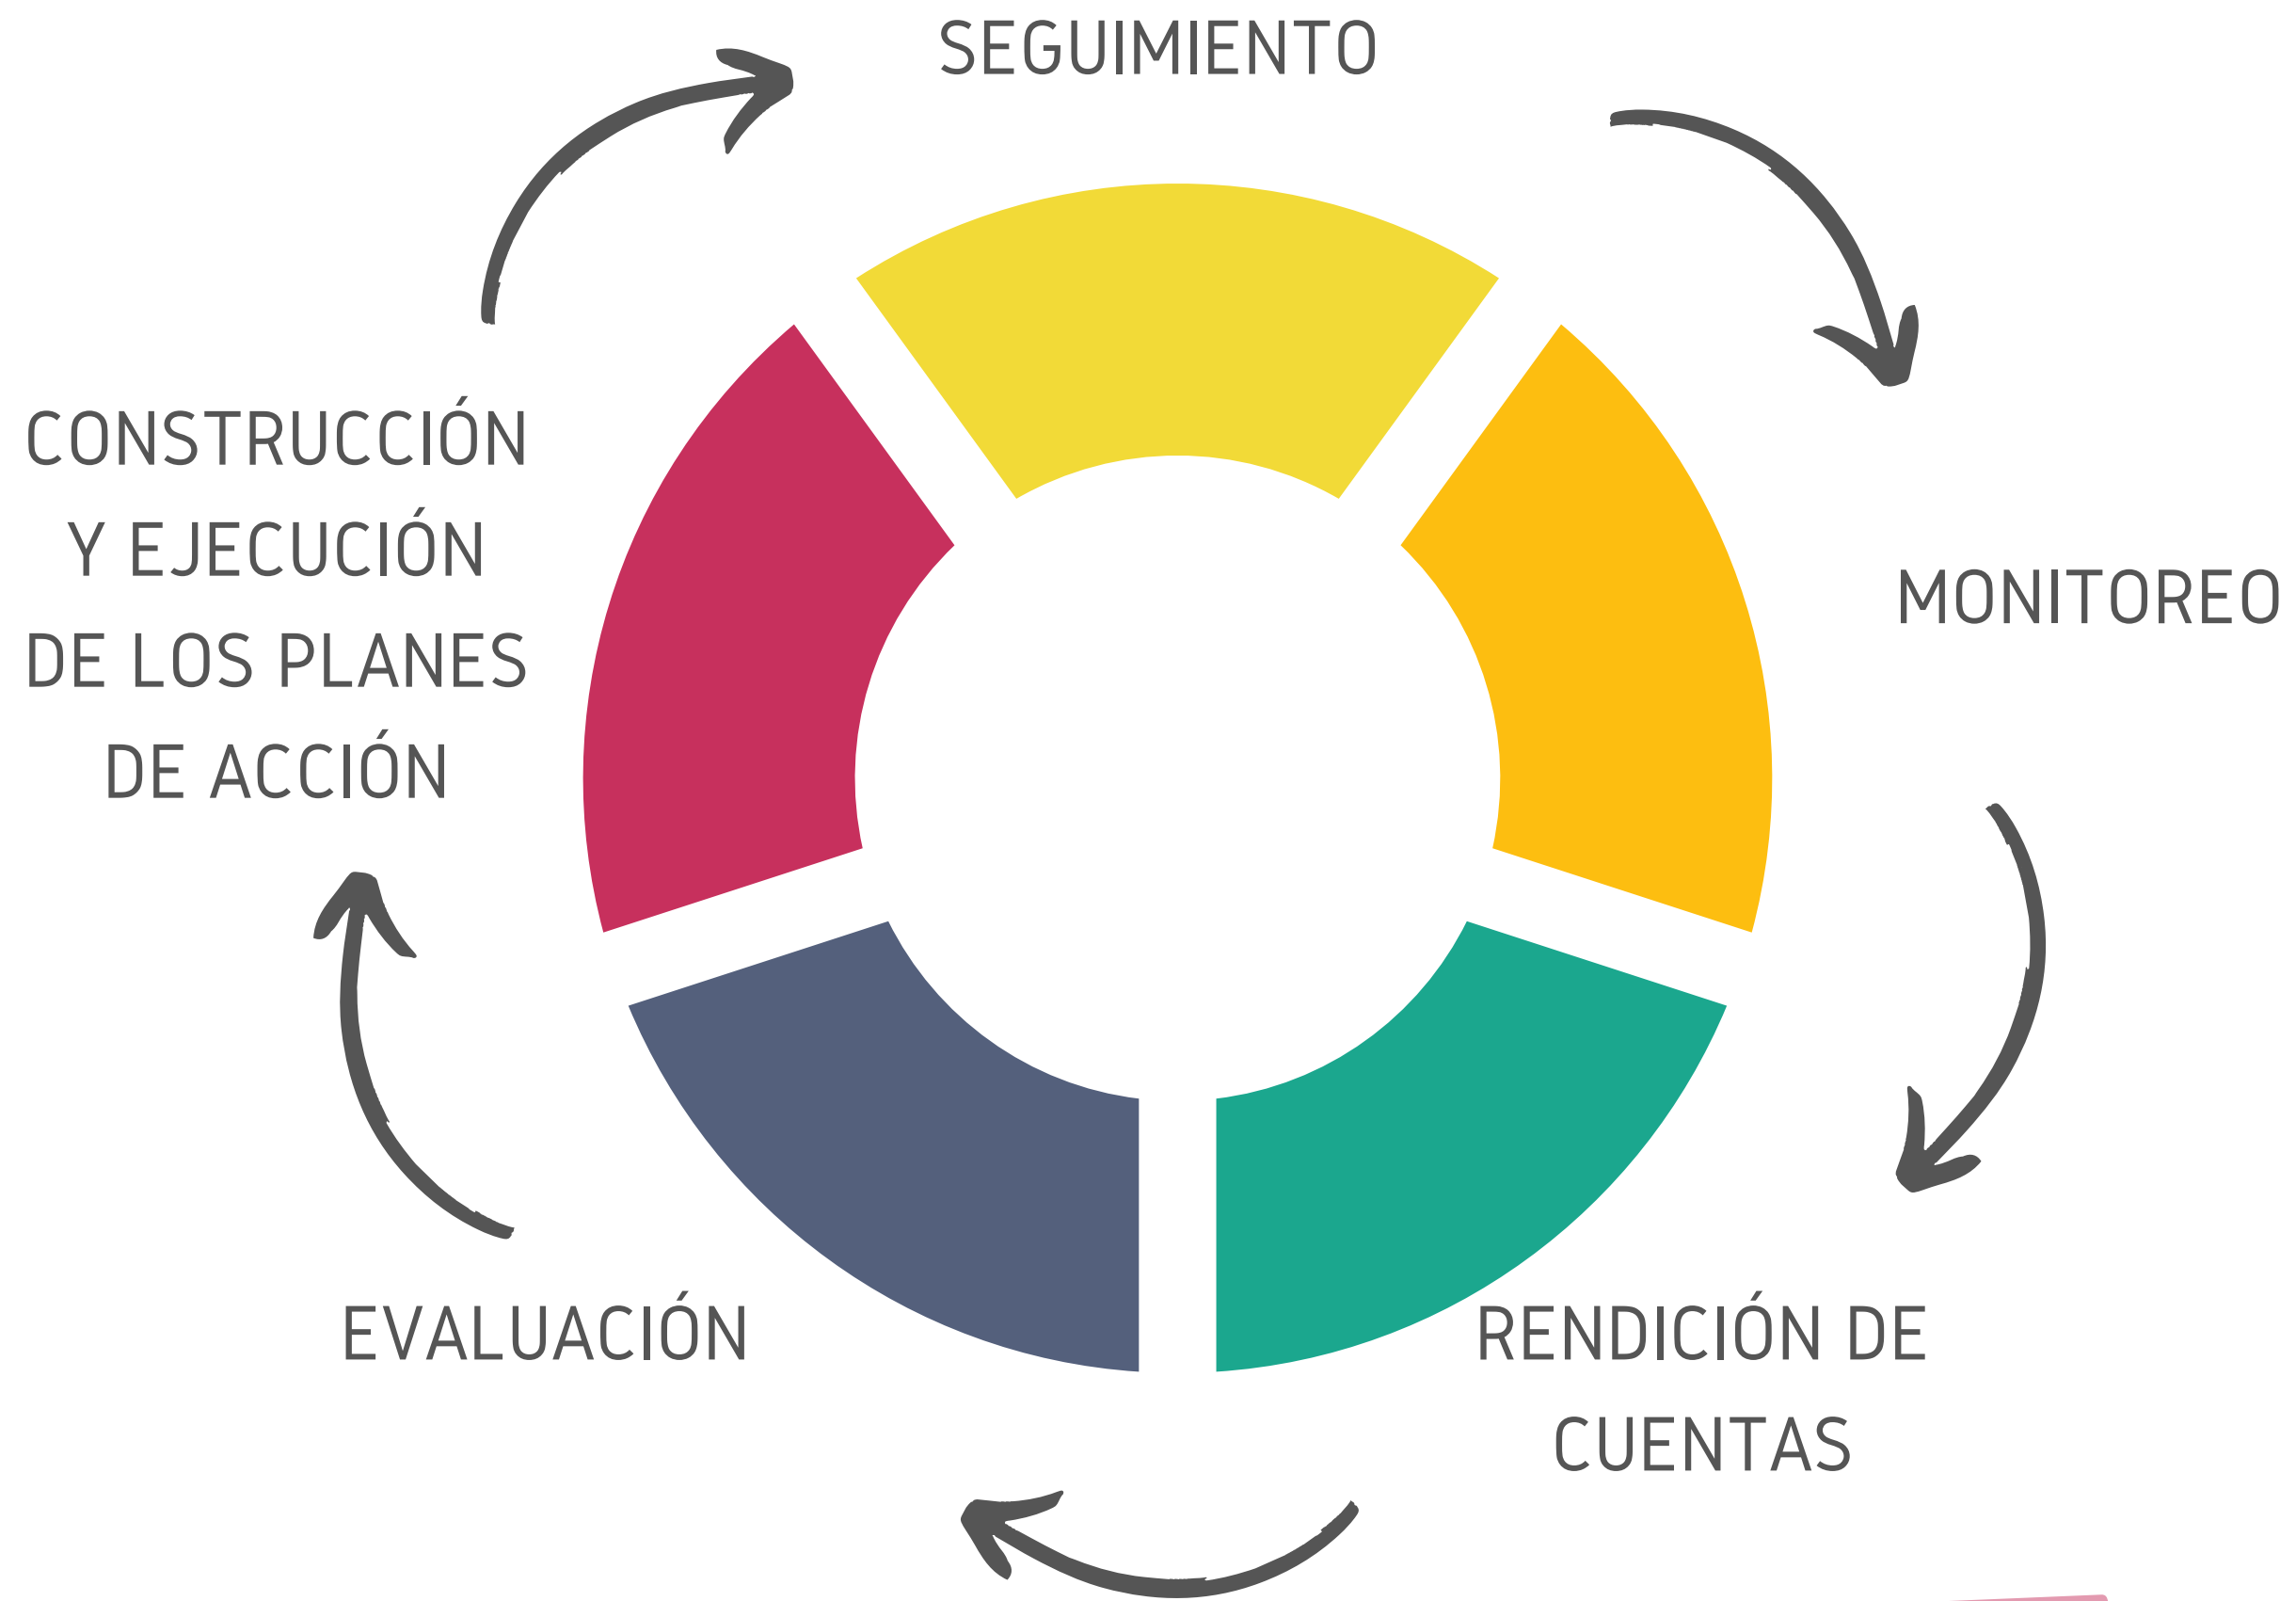 SEGUIMIENTO
CONSTRUCCIÓN
Y EJECUCIÓN
DE LOS PLANES
DE ACCIÓN
MONITOREO
EVALUACIÓN
RENDICIÓN DE
CUENTAS